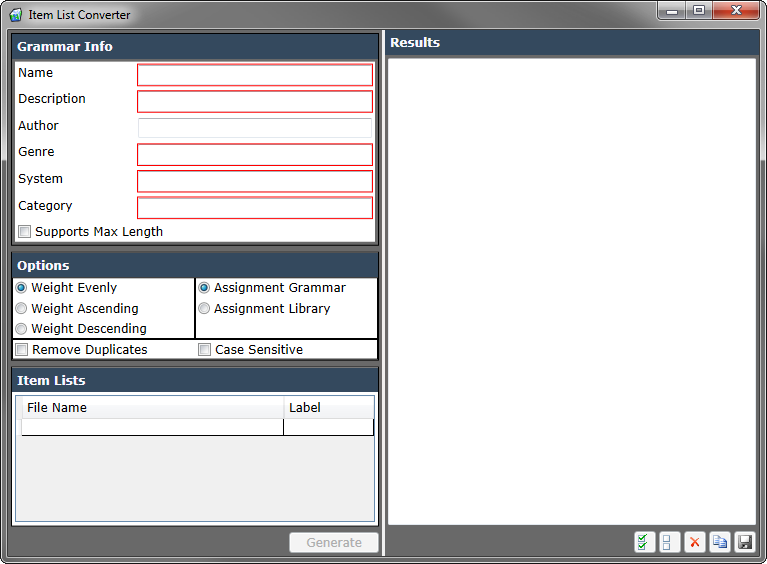 Item List Converter
Grammar Info
Name
Description
Author
Genre
System
Category
Supports Max Length
Options
Weight Evenly
Weight Ascending
Weight Descending
Assignment Grammar
Assignment Library
Remove Duplicates
Case Sensitive
Item Lists
File Name Label
Generate
Results